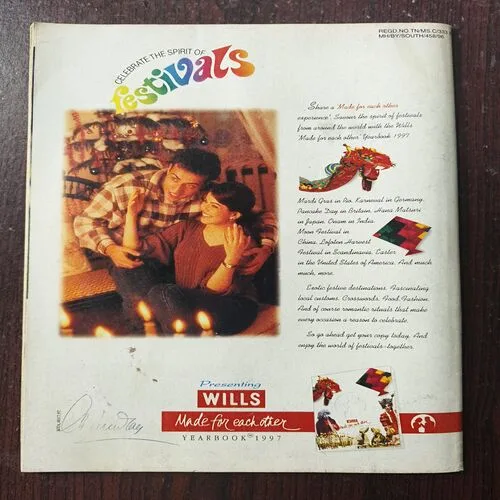 REGD.NO.TN/MS.C/333
MH/BY/SOUTH/458/96
CELEBRATE THE SPIRIT OF
festivals
Share a Made for each other
experience'. Savour the spirit of festivals
from around the world with the Wills
'Made for each other' Yearbook 1997.
Mardi Gras in Rio. Karneval in Germany.
Pancake Day in Britain, Hana Matsuri
in Japan. Onam in India.
Moon Festival in
China. Lofoten Harvest
Festival in Scandinavia. Easter
in the United States of America. And much
much, more.
Exotic festive destinations. Fascinating
local customs. Crosswords. Food. Fashion.
And of course romantic rituals that make
every occasion a reason to celebrate.
So go ahead get your copy today. And
enjoy the world of festivals-together.
Presenting
WILLS
Made for each other
YEARBOOK 1997